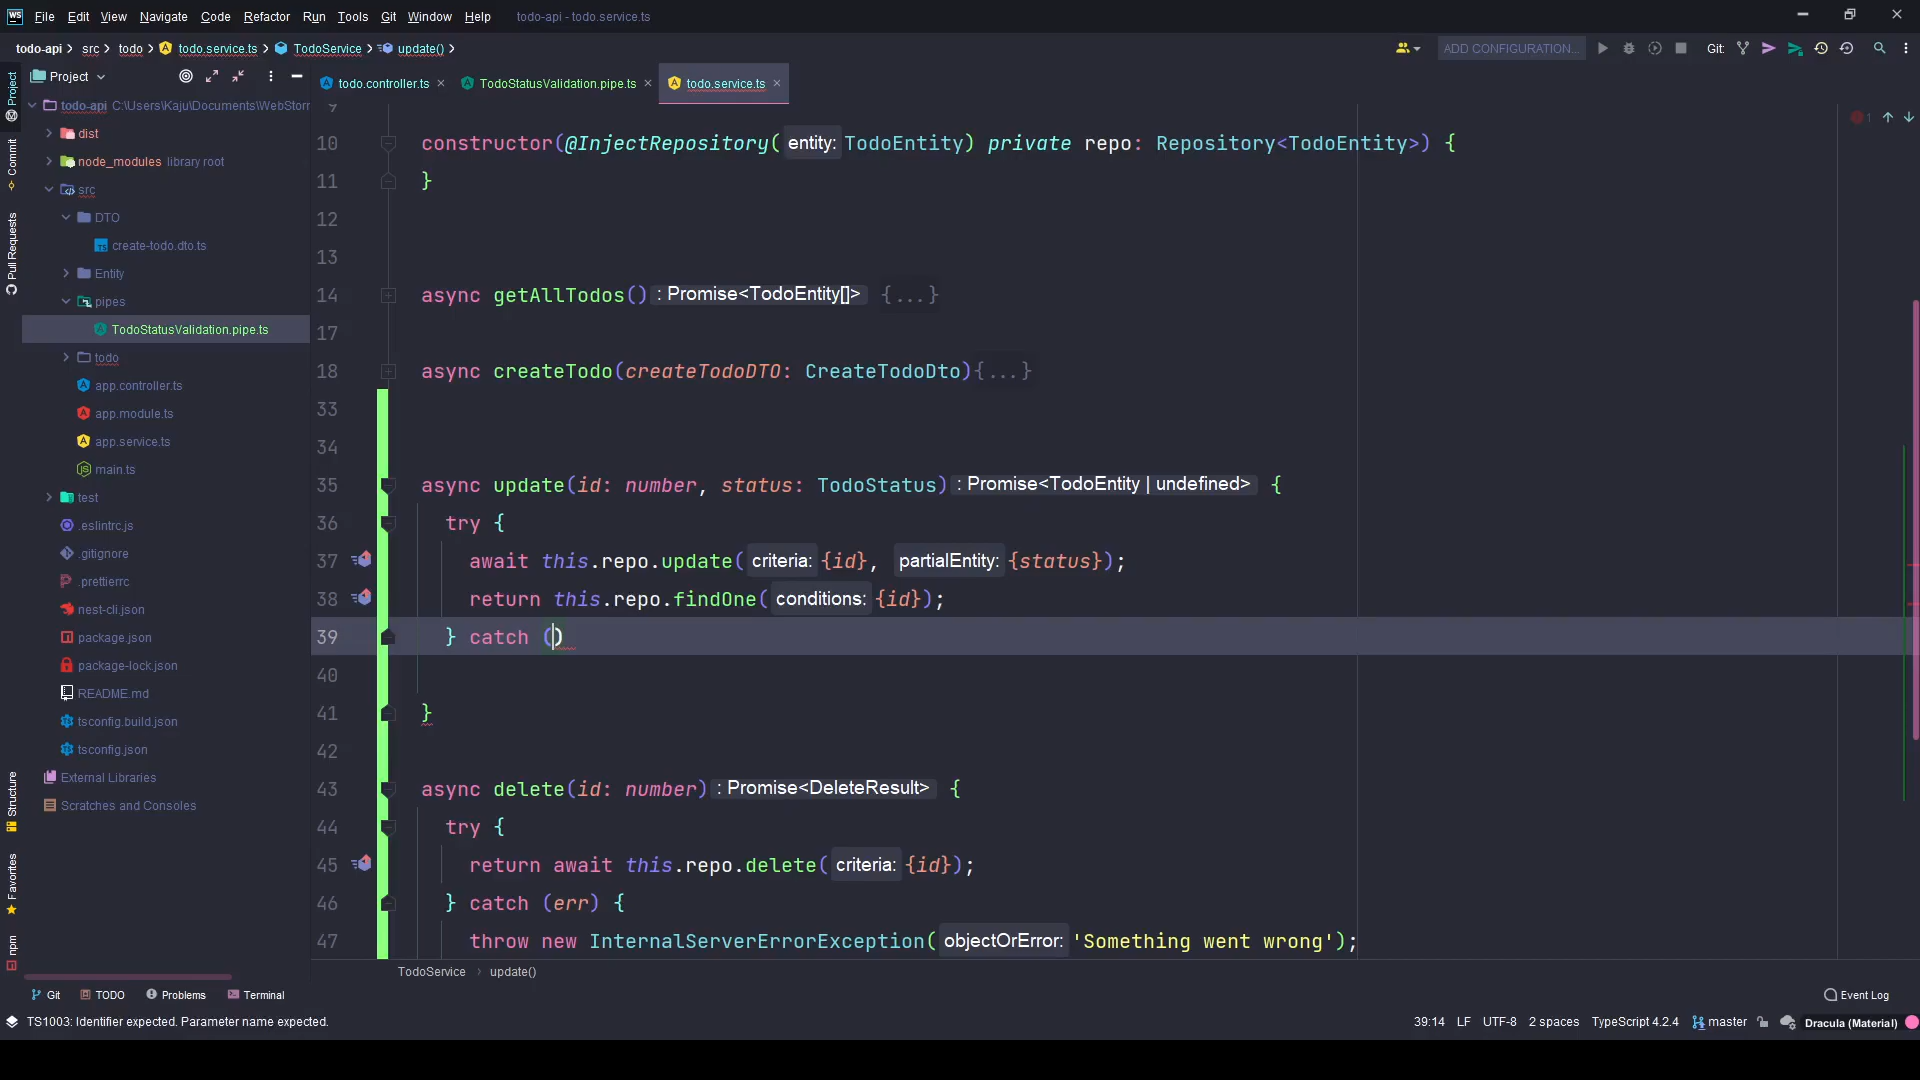 WS File Edit View Navigate Code Refactor Run Tools Git Window Help todo-api - todo.service.ts
todo-api > src > todo > todo.service.ts > TodoService > update() > ADD CONFIGURATION... Git:
Project todo.controller.ts TodoStatusValidation.pipe.ts todo.service.ts
todo-api C:\Users\Kaju\Documents\WebStorm
dist
node_modules library root
src
DTO
create-todo.dto.ts
Entity
pipes
TodoStatusValidation.pipe.ts
todo
app.controller.ts
app.module.ts
app.service.ts
main.ts
test
.eslintrc.js
.gitignore
.prettierrc
nest-cli.json
package.json
package-lock.json
README.md
tsconfig.build.json
tsconfig.json
External Libraries
Scratches and Consoles
Project
Commit
Pull Requests
Structure
Favorites
npm
9
10 constructor(@InjectRepository( entity: TodoEntity) private repo: Repository<TodoEntity>) {
11 }
12
13
14 async getAllTodos() : Promise<TodoEntity[]> {...}
17
18 async createTodo(createTodoDTO: CreateTodoDto){...}
33
34
35 async update(id: number, status: TodoStatus) : Promise<TodoEntity | undefined> {
36 try {
37 await this.repo.update( criteria: {id}, partialEntity: {status});
38 return this.repo.findOne( conditions: {id});
39 } catch ()
40
41 }
42
43 async delete(id: number) : Promise<DeleteResult> {
44 try {
45 return await this.repo.delete( criteria: {id});
46 } catch (err) {
47 throw new InternalServerErrorException( objectOrError: 'Something went wrong');
1
TodoService > update()
Git TODO Problems Terminal Event Log
TS1003: Identifier expected. Parameter name expected. 39:14 LF UTF-8 2 spaces TypeScript 4.2.4 master Dracula (Material)